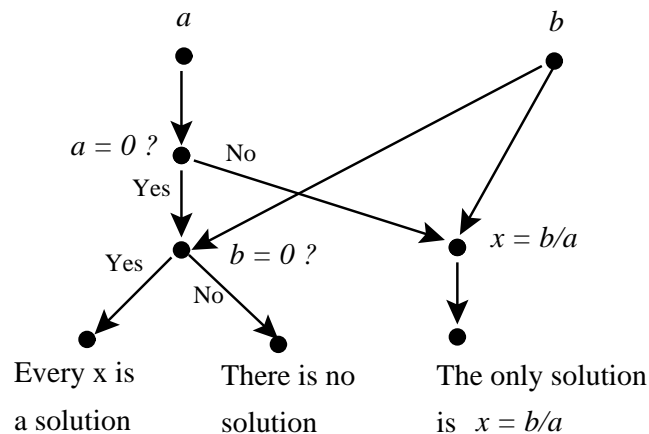 a
b
a = 0 ?
No
Yes
b = 0 ?
x = b/a
Yes
No
Every x is
a solution
There is no
solution
The only solution
is x = b/a